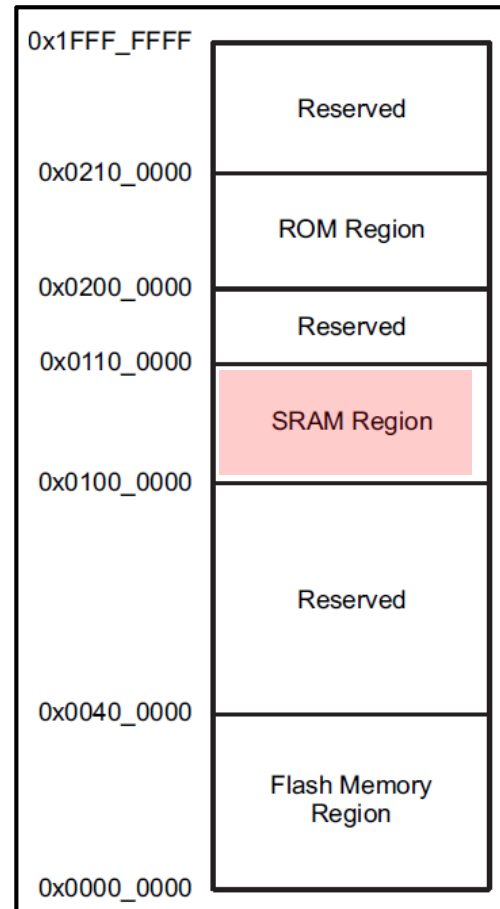 0x1FFF_FFFF
Reserved
0x0210_0000
ROM Region
0x0200_0000
Reserved
0x0110_0000
SRAM Region
0x0100_0000
Reserved
0x0040_0000
Flash Memory
Region
0x0000_0000